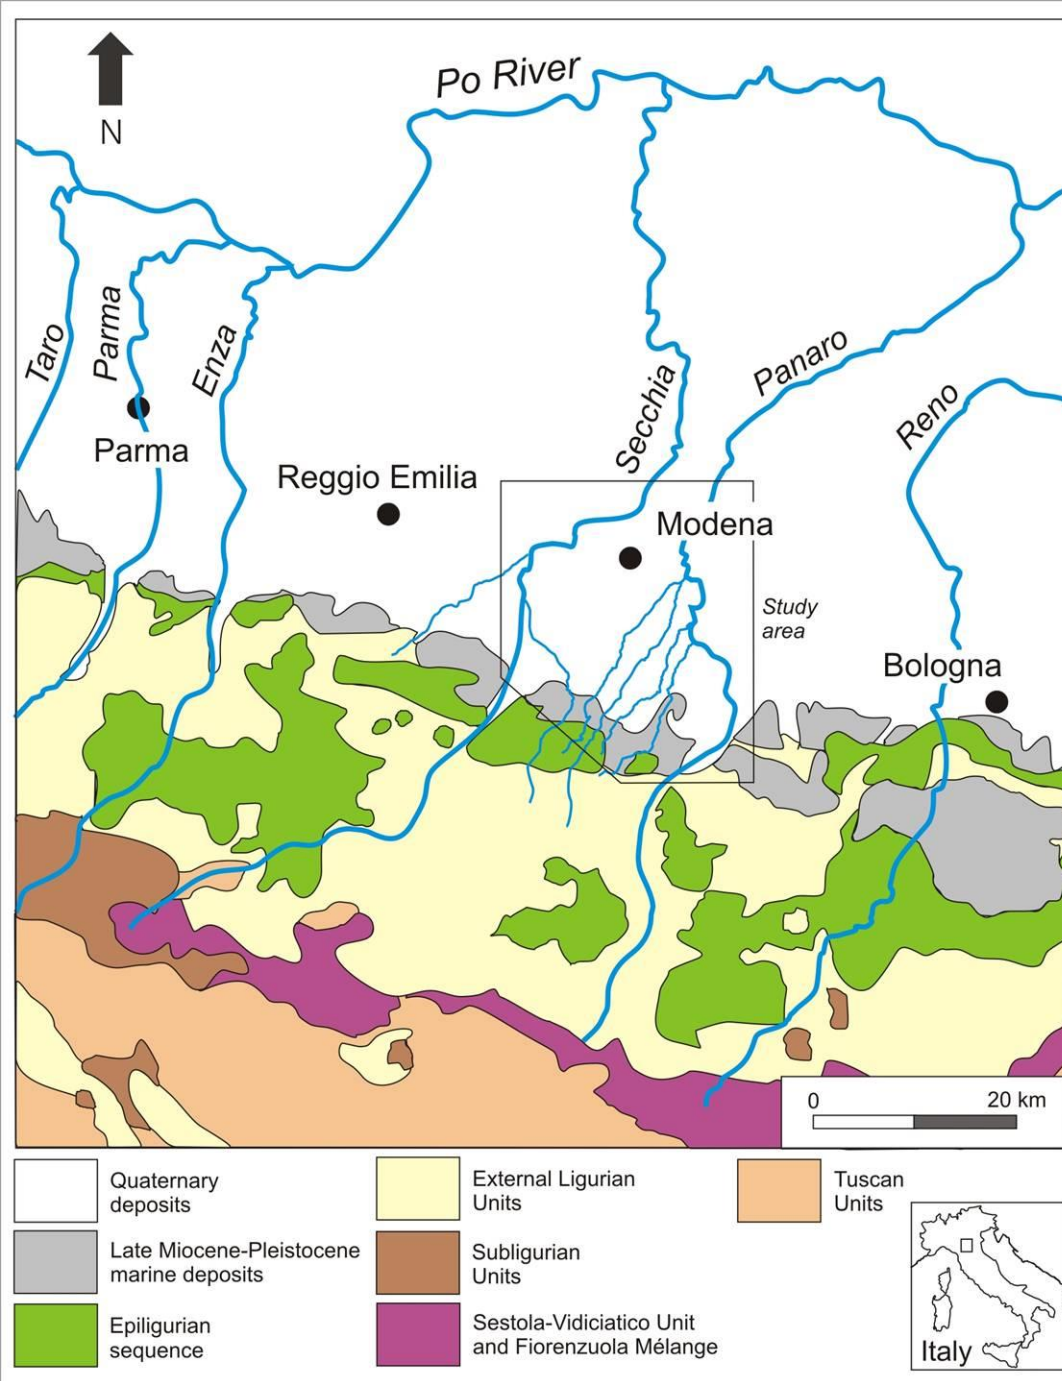 Po River
N
Taro
Parma
Enza
Secchia
Panaro
Reno
Parma
Reggio Emilia
Modena
Study
area
Bologna
0 20 km
Quaternary
deposits
Late Miocene-Pleistocene
marine deposits
Epiligurian
sequence
External Ligurian
Units
Subligurian
Units
Sestola-Vidiciatico Unit
and Fiorenzuola Mélange
Tuscan
Units
Italy